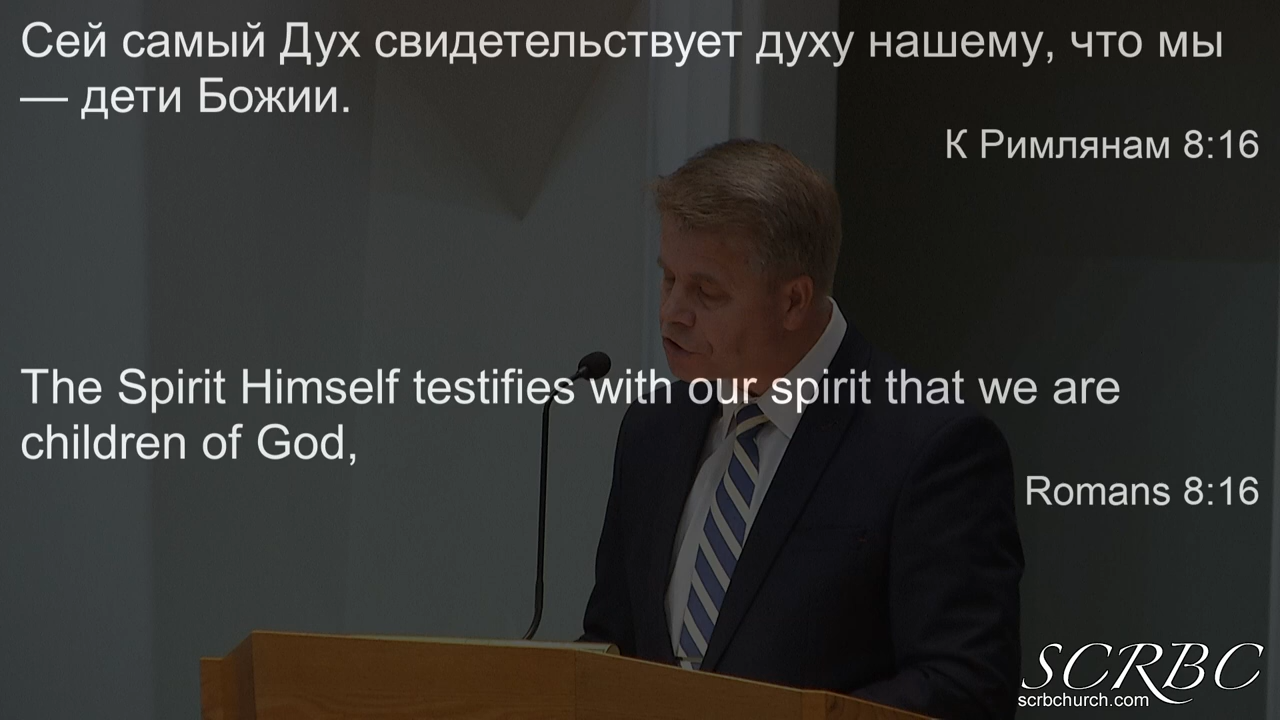 Сей самый Дух свидетельствует духу нашему, что мы
— дети Божии.
К Римлянам 8:16
The Spirit Himself testifies with our spirit that we are
children of God,
Romans 8:16
SCRBC
scrbchurch.com